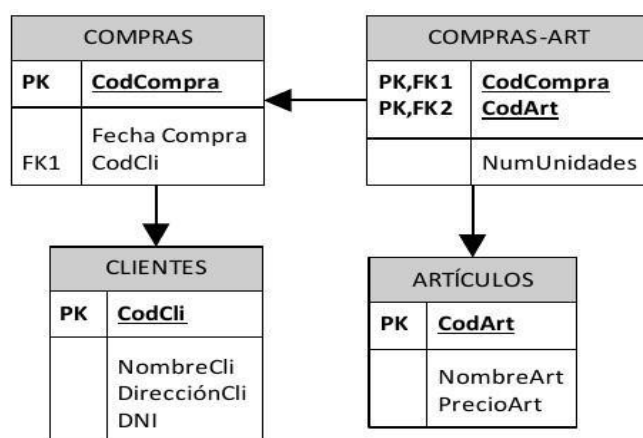 COMPRAS
PK CodCompra
Fecha Compra
FK1 CodCli
COMPRAS-ART
PK,FK1 CodCompra
PK,FK2 CodArt
NumUnidades
CLIENTES
PK CodCli
NombreCli
DirecciónCli
DNI
ARTÍCULOS
PK CodArt
NombreArt
PrecioArt